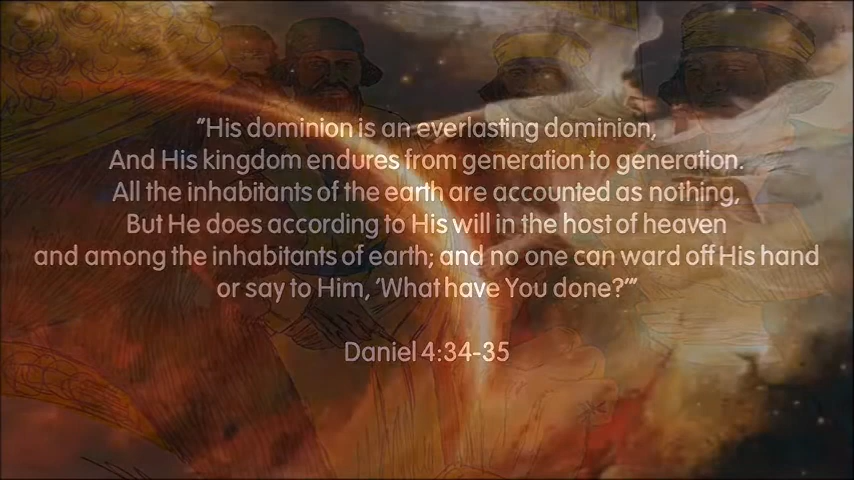 “His dominion is an everlasting dominion,
And His kingdom endures from generation to generation.
All the inhabitants of the earth are accounted as nothing,
But He does according to His will in the host of heaven
and among the inhabitants of earth; and no one can ward off His hand
or say to Him, ‘What have You done?’”
Daniel 4:34-35